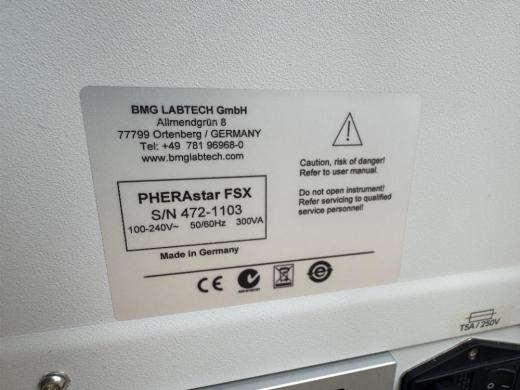 BMG LABTECH GmbH
Allmendgrün 8
77799 Ortenberg / GERMANY
Tel: +49 781 96968-0
www.bmglabtech.com
PHERAstar FSX
S/N 472-1103
100-240V~ 50/60Hz 300VA
Made in Germany
Caution, risk of danger!
Refer to user manual.
Do not open instrument!
Refer servicing to qualified
service personnel!
CE
T5A / 250V